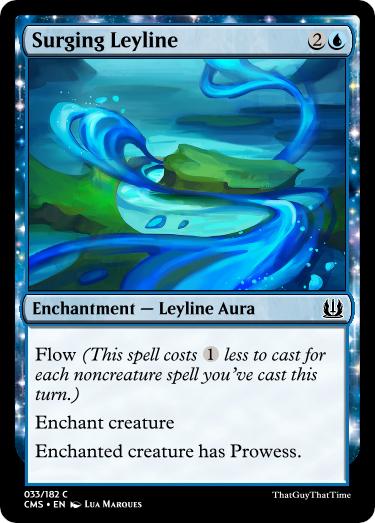 Surging Leyline
2
Enchantment — Leyline Aura
Flow (This spell costs 1 less to cast for
each noncreature spell you've cast this
turn.)
Enchant creature
Enchanted creature has Prowess.
033/182 C
CMS • EN Lua Marques
ThatGuyThatTime